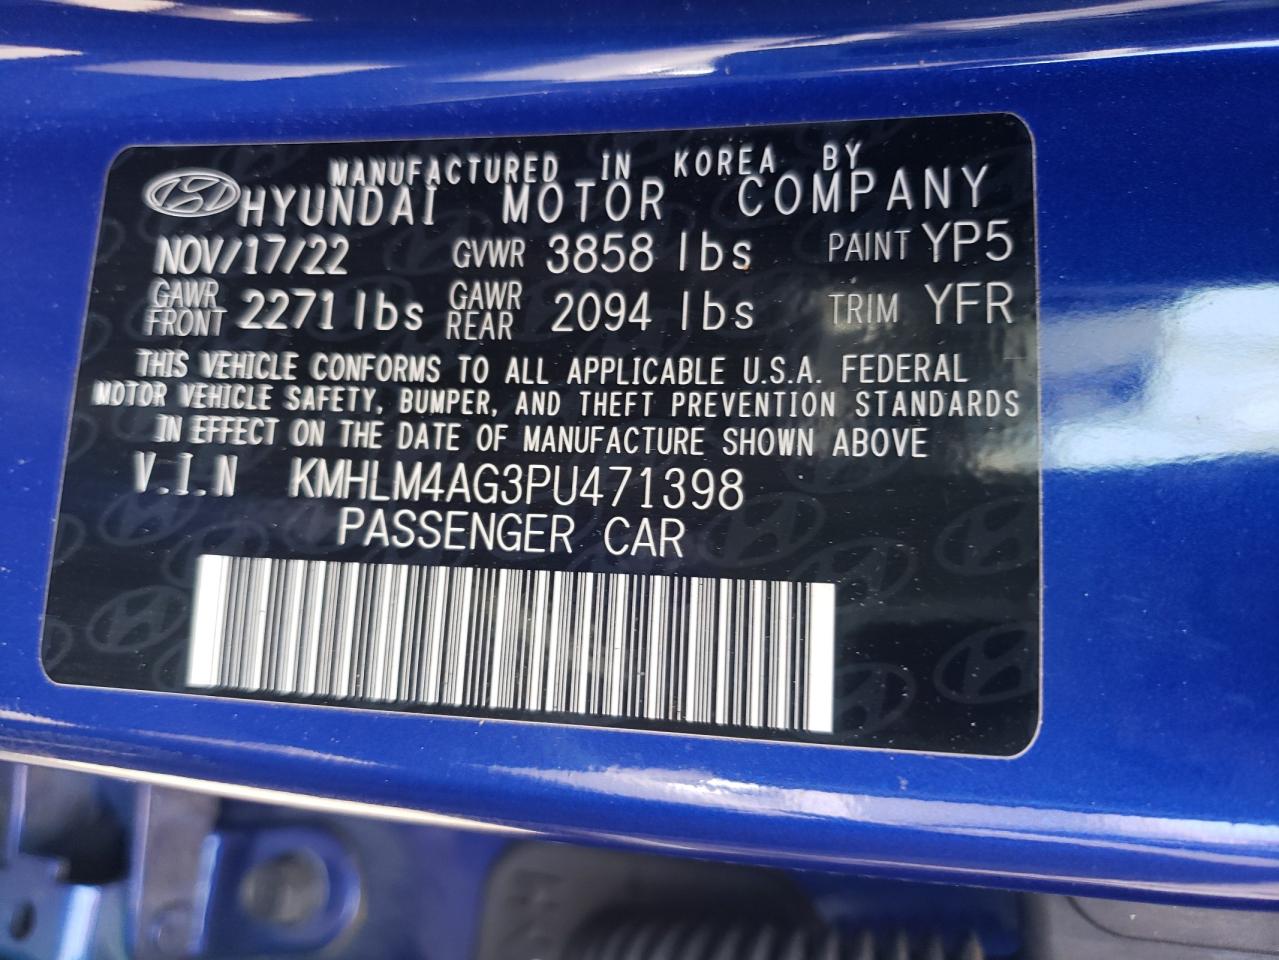 MANUFACTURED IN KOREA BY
HYUNDAI MOTOR COMPANY
NOV/17/22 GVWR 3858 lbs PAINT YP5
GAWR FRONT 2271 lbs GAWR REAR 2094 lbs TRIM YFR
THIS VEHICLE CONFORMS TO ALL APPLICABLE U.S.A. FEDERAL
MOTOR VEHICLE SAFETY, BUMPER, AND THEFT PREVENTION STANDARDS
IN EFFECT ON THE DATE OF MANUFACTURE SHOWN ABOVE
V.I.N KMHLM4AG3PU471398
PASSENGER CAR